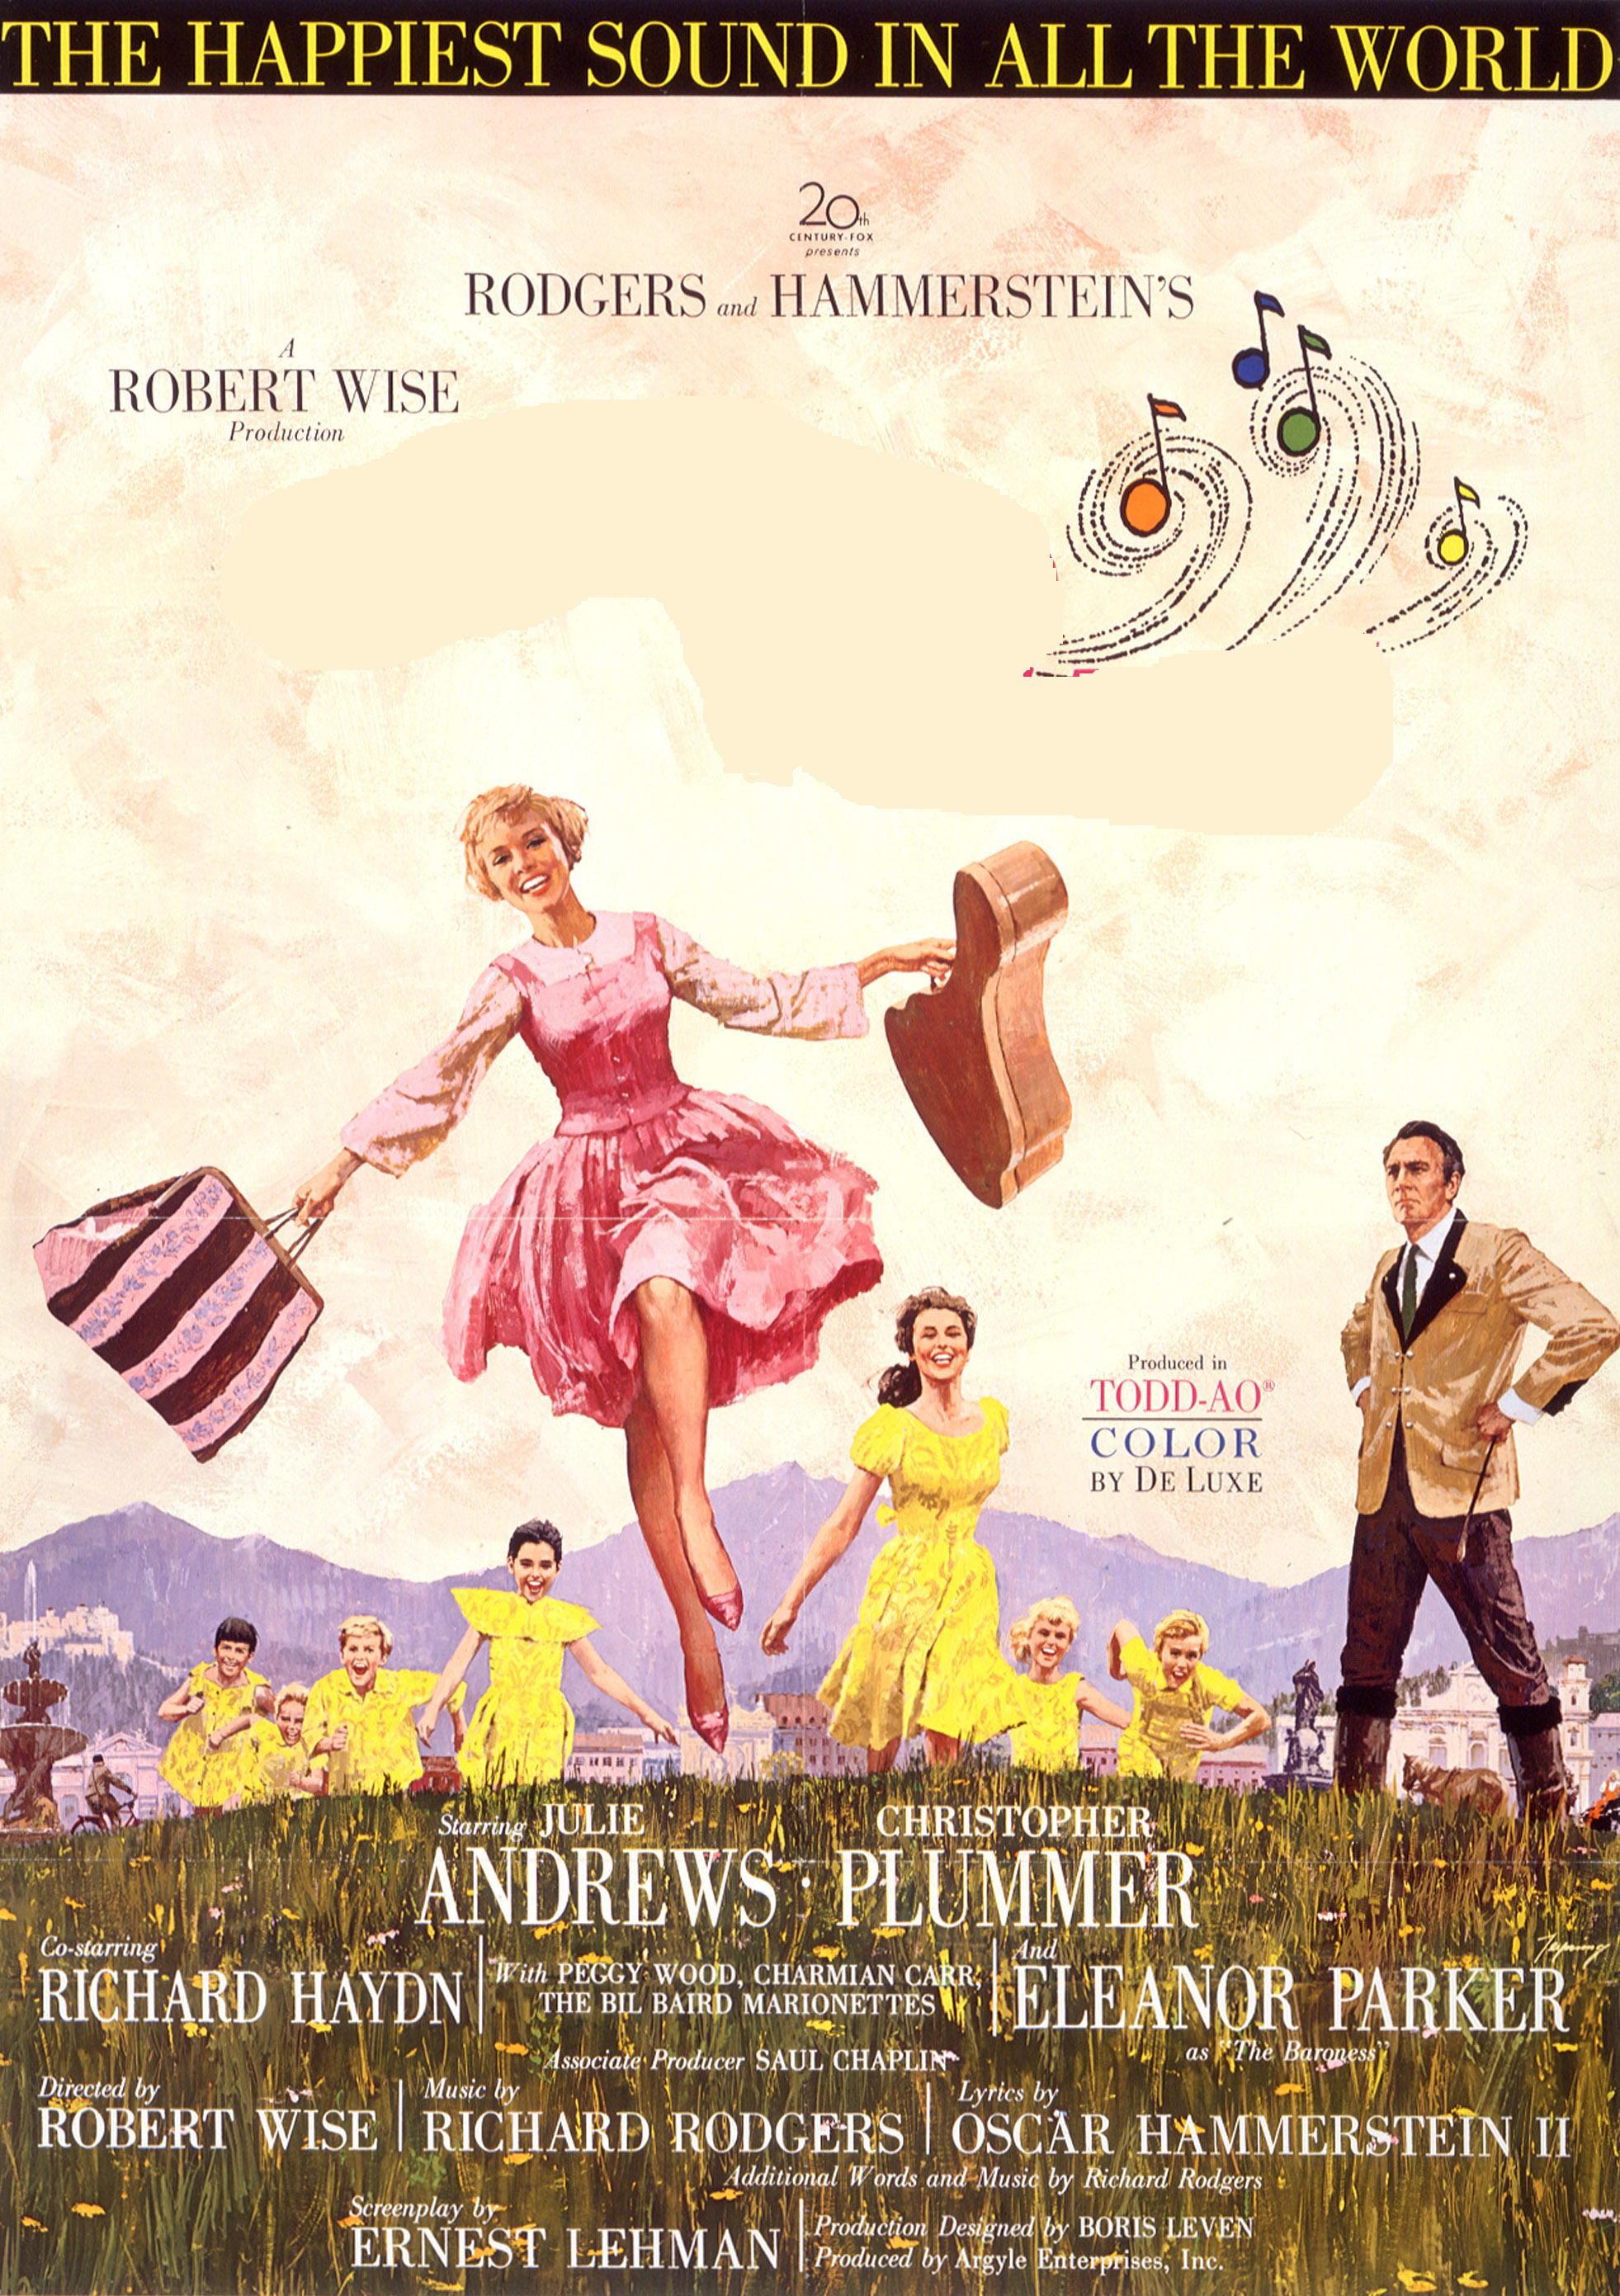 THE HAPPIEST SOUND IN ALL THE WORLD
20th
CENTURY-FOX
presents
RODGERS and HAMMERSTEIN'S
A
ROBERT WISE
Production
Produced in
TODD-AO®
COLOR
BY DE LUXE
Starring JULIE ANDREWS · CHRISTOPHER PLUMMER
Co-starring
RICHARD HAYDN
With PEGGY WOOD, CHARMIAN CARR,
THE BIL BAIRD MARIONETTES
And
ELEANOR PARKER
as "The Baroness"
Associate Producer SAUL CHAPLIN
Directed by
ROBERT WISE
Music by
RICHARD RODGERS
Lyrics by
OSCAR HAMMERSTEIN II
Additional Words and Music by Richard Rodgers
Screenplay by
ERNEST LEHMAN
Production Designed by BORIS LEVEN
Produced by Argyle Enterprises, Inc.